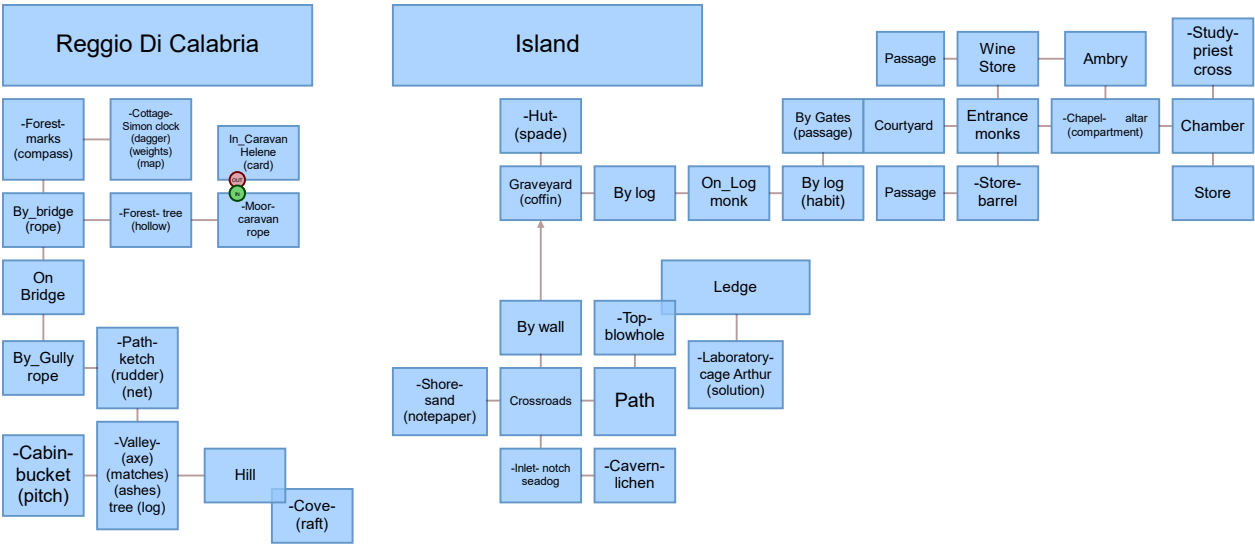 Reggio Di Calabria
Island
-Forest-
marks
(compass)
-Cottage-
Simon clock
(dagger)
(weights)
(map)
In_Caravan
Helene
(card)
OUT
IN
By_bridge
(rope)
-Forest- tree
(hollow)
-Moor-
caravan
rope
On
Bridge
By_Gully
rope
-Path-
ketch
(rudder)
(net)
-Cabin-
bucket
(pitch)
-Valley-
(axe)
(matches)
(ashes)
tree (log)
Hill
-Cove-
(raft)
-Hut-
(spade)
Graveyard
(coffin)
By log
On_Log
monk
By log
(habit)
By Gates
(passage)
Courtyard
Passage
Wine
Store
Ambry
-Study-
priest
cross
Entrance
monks
-Chapel- altar
(compartment)
Chamber
Passage
-Store-
barrel
Store
By wall
-Top-
blowhole
Ledge
-Laboratory-
cage Arthur
(solution)
-Shore-
sand
(notepaper)
Crossroads
Path
-Inlet- notch
seadog
-Cavern-
lichen